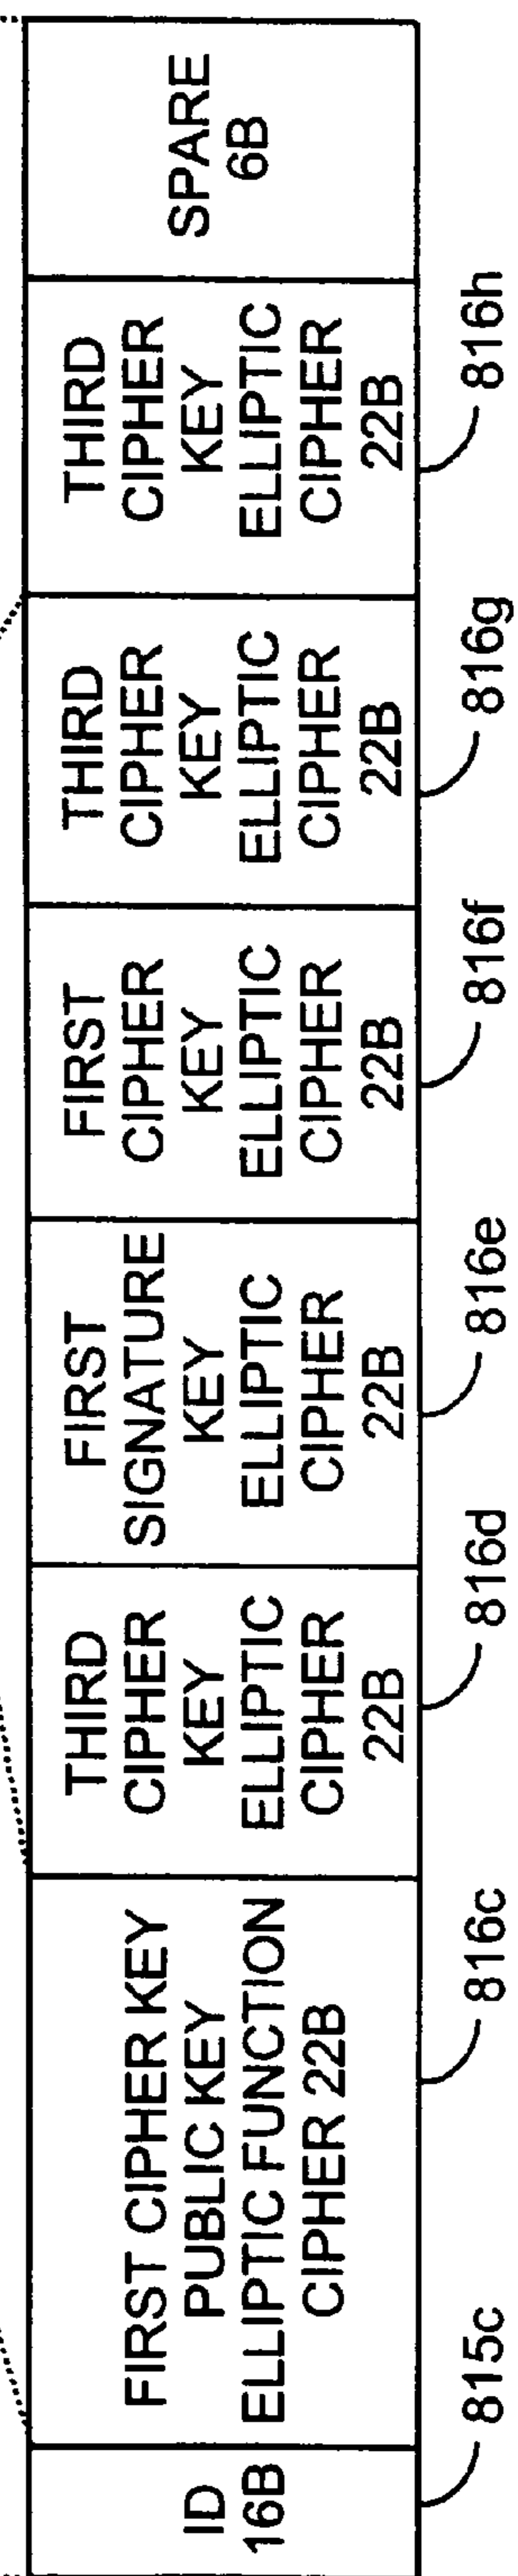 ID
16B
815c
FIRST CIPHER KEY
PUBLIC KEY
ELLIPTIC FUNCTION
CIPHER 22B
816c
THIRD
CIPHER
KEY
ELLIPTIC
CIPHER
22B
816d
FIRST
SIGNATURE
KEY
ELLIPTIC
CIPHER
22B
816e
FIRST
CIPHER
KEY
ELLIPTIC
CIPHER
22B
816f
THIRD
CIPHER
KEY
ELLIPTIC
CIPHER
22B
816g
THIRD
CIPHER
KEY
ELLIPTIC
CIPHER
22B
816h
SPARE
6B